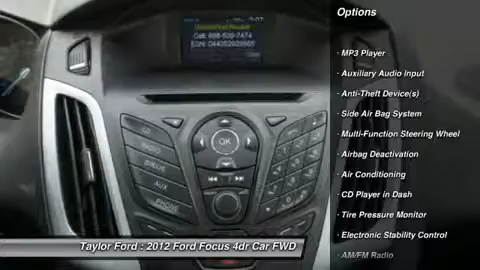 Options
· MP3 Player
· Auxiliary Audio Input
· Anti-Theft Device(s)
· Side Air Bag System
· Multi-Function Steering Wheel
· Airbag Deactivation
· Air Conditioning
· CD Player in Dash
· Tire Pressure Monitor
· Electronic Stability Control
· AM/FM Radio
OK
CD
RADIO
AUX
PHONE
Taylor Ford : 2012 Ford Focus 4dr Car FWD